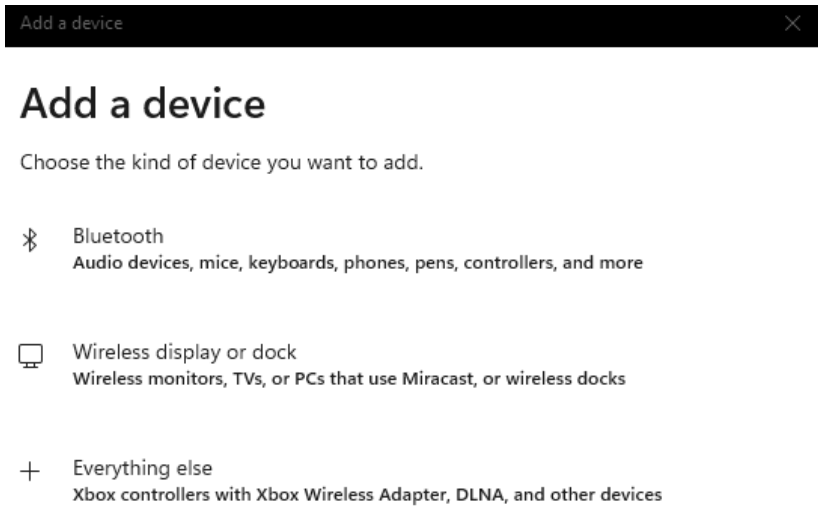 Add a device
Add a device
Choose the kind of device you want to add.
Bluetooth
Audio devices, mice, keyboards, phones, pens, controllers, and more
Wireless display or dock
Wireless monitors, TVs, or PCs that use Miracast, or wireless docks
Everything else
Xbox controllers with Xbox Wireless Adapter, DLNA, and other devices